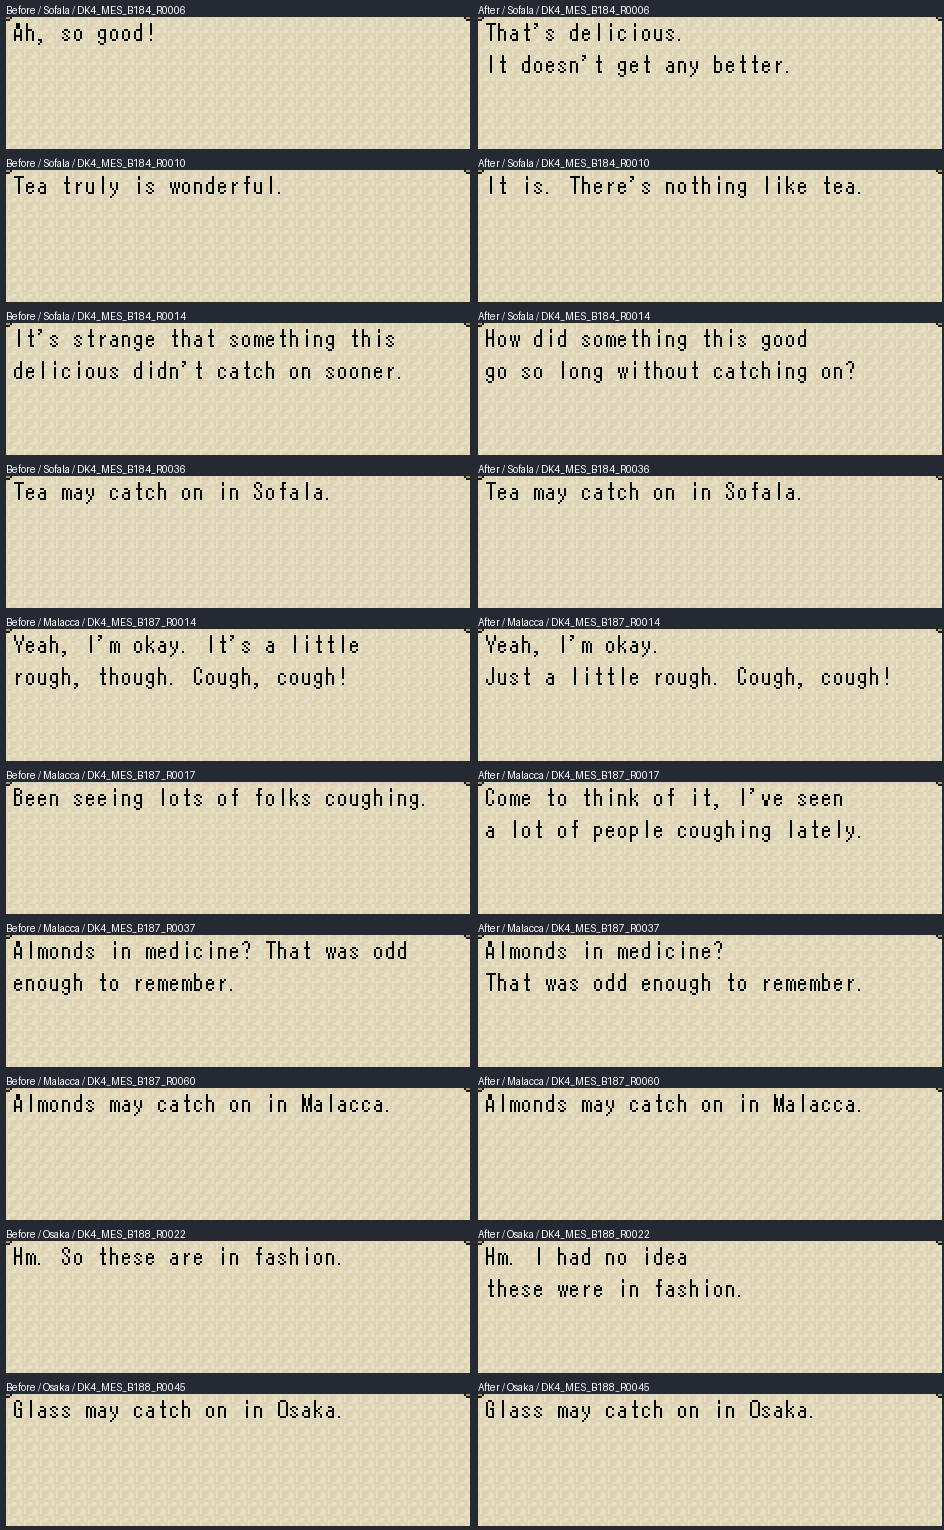 Before / Sofala / DK4_MES_B184_R0006
Ah, so good!
After / Sofala / DK4_MES_B184_R0006
That's delicious.
It doesn't get any better.
Before / Sofala / DK4_MES_B184_R0010
Tea truly is wonderful.
After / Sofala / DK4_MES_B184_R0010
It is. There's nothing like tea.
Before / Sofala / DK4_MES_B184_R0014
It's strange that something this
delicious didn't catch on sooner.
After / Sofala / DK4_MES_B184_R0014
How did something this good
go so long without catching on?
Before / Sofala / DK4_MES_B184_R0036
Tea may catch on in Sofala.
After / Sofala / DK4_MES_B184_R0036
Tea may catch on in Sofala.
Before / Malacca / DK4_MES_B187_R0014
Yeah, I'm okay. It's a little
rough, though. Cough, cough!
After / Malacca / DK4_MES_B187_R0014
Yeah, I'm okay.
Just a little rough. Cough, cough!
Before / Malacca / DK4_MES_B187_R0017
Been seeing lots of folks coughing.
After / Malacca / DK4_MES_B187_R0017
Come to think of it, I've seen
a lot of people coughing lately.
Before / Malacca / DK4_MES_B187_R0037
Almonds in medicine? That was odd
enough to remember.
After / Malacca / DK4_MES_B187_R0037
Almonds in medicine?
That was odd enough to remember.
Before / Malacca / DK4_MES_B187_R0060
Almonds may catch on in Malacca.
After / Malacca / DK4_MES_B187_R0060
Almonds may catch on in Malacca.
Before / Osaka / DK4_MES_B188_R0022
Hm. So these are in fashion.
After / Osaka / DK4_MES_B188_R0022
Hm. I had no idea
these were in fashion.
Before / Osaka / DK4_MES_B188_R0045
Glass may catch on in Osaka.
After / Osaka / DK4_MES_B188_R0045
Glass may catch on in Osaka.